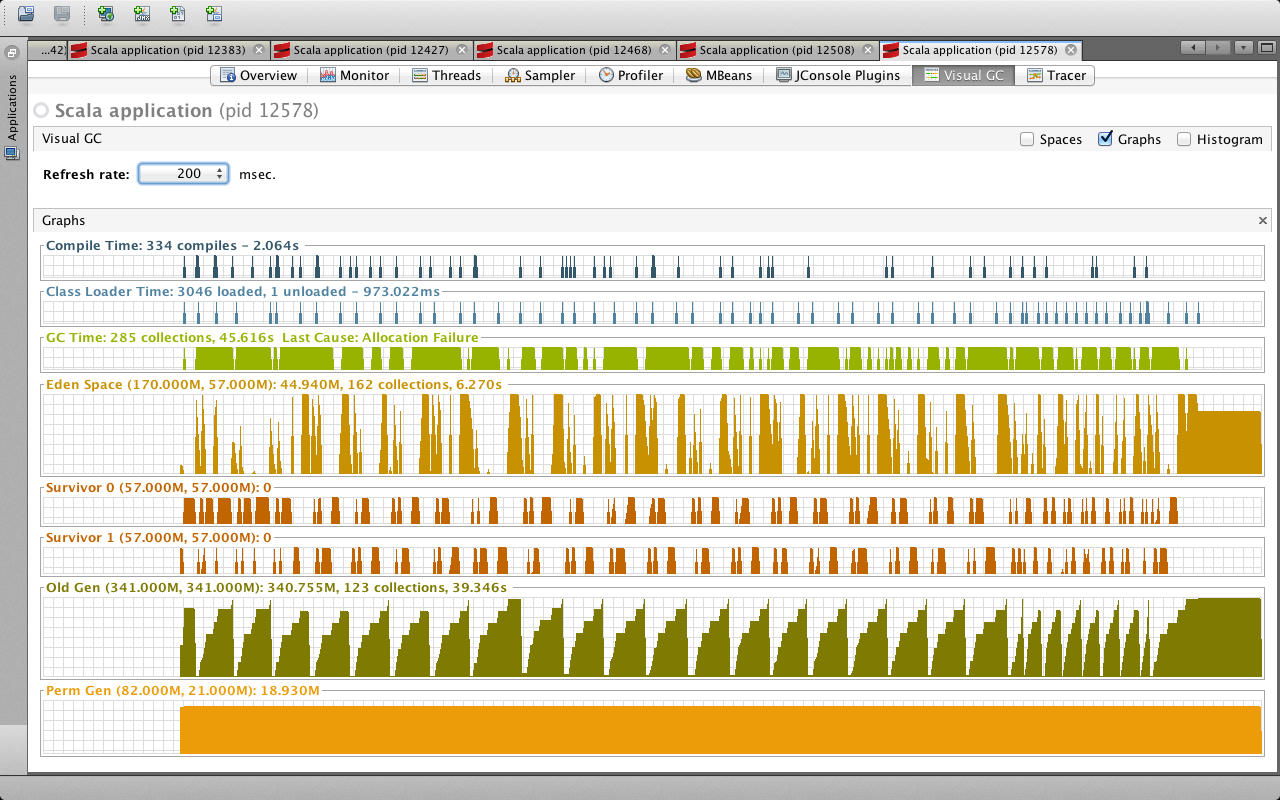 ...42)
Scala application (pid 12383)
Scala application (pid 12427)
Scala application (pid 12468)
Scala application (pid 12508)
Scala application (pid 12578)
Applications
Overview
Monitor
Threads
Sampler
Profiler
MBeans
JConsole Plugins
Visual GC
Tracer
Scala application (pid 12578)
Visual GC
Spaces
Graphs
Histogram
Refresh rate: 200 msec.
Graphs
Compile Time: 334 compiles - 2.064s
Class Loader Time: 3046 loaded, 1 unloaded - 973.022ms
GC Time: 285 collections, 45.616s Last Cause: Allocation Failure
Eden Space (170.000M, 57.000M): 44.940M, 162 collections, 6.270s
Survivor 0 (57.000M, 57.000M): 0
Survivor 1 (57.000M, 57.000M): 0
Old Gen (341.000M, 341.000M): 340.755M, 123 collections, 39.346s
Perm Gen (82.000M, 21.000M): 18.930M